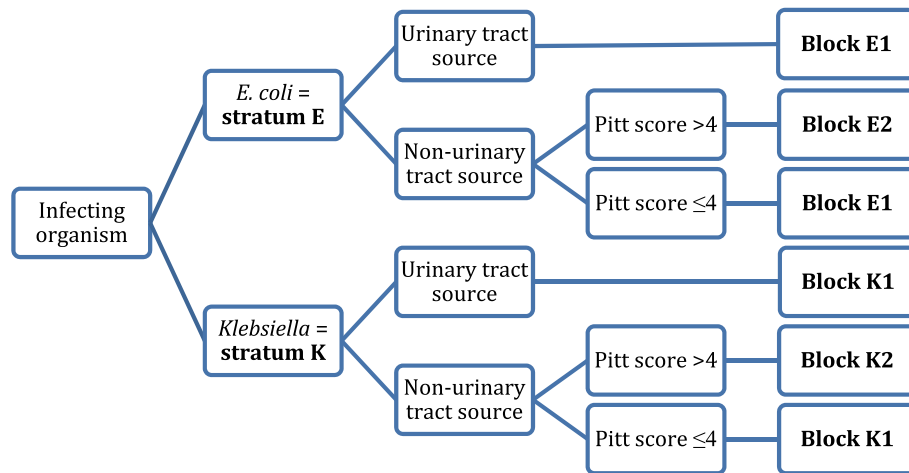 Infecting
organism
E. coli =
stratum E
Urinary tract
source
Block E1
Non-urinary
tract source
Pitt score >4
Block E2
Pitt score ≤4
Block E1
Klebsiella =
stratum K
Urinary tract
source
Block K1
Non-urinary
tract source
Pitt score >4
Block K2
Pitt score ≤4
Block K1